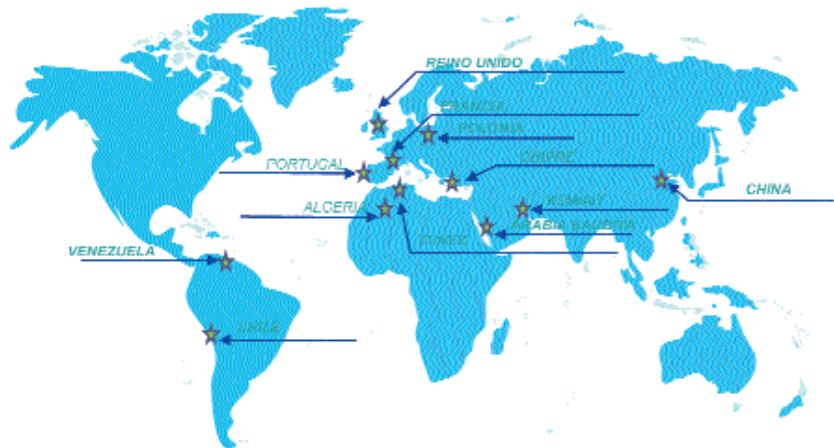 REINO UNIDO
FRANCIA
POLONIA
PORTUGAL
CHIPRE
CHINA
ALGERIA
KUWAIT
ARABIA SAUDITA
TUNEZ
VENEZUELA
CHILE